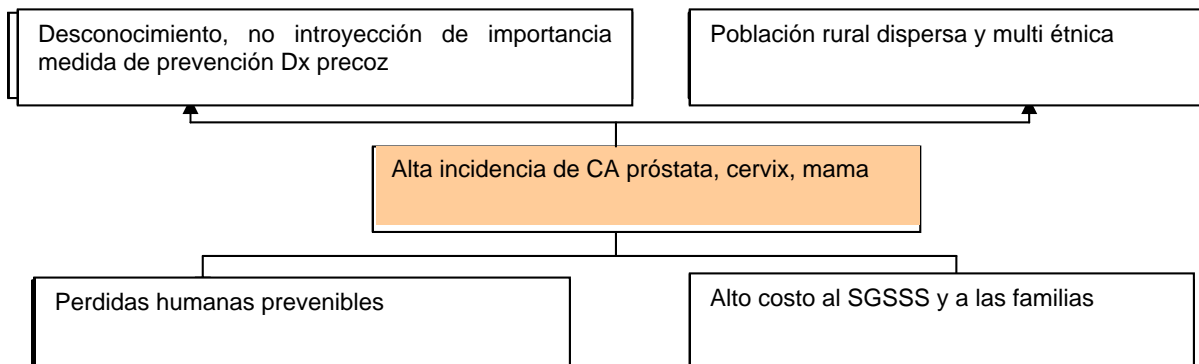 Desconocimiento, no introyección de importancia
medida de prevención Dx precoz
Población rural dispersa y multi étnica
Alta incidencia de CA próstata, cervix, mama
Perdidas humanas prevenibles
Alto costo al SGSSS y a las familias